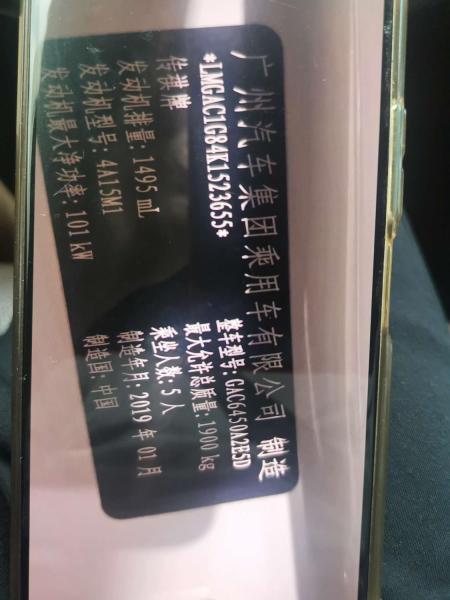 广州汽车集团乘用车有限公司 制造
*LMGAC1G84K1523655*
传祺牌 整车型号: GAC6450A2E5D
发动机排量: 1495 ml 最大允许总质量: 1900 kg
发动机型号: 4A15M1 乘坐人数: 5 人
发动机最大净功率: 101 kW 制造年月: 2019 年 01 月
制造国: 中国